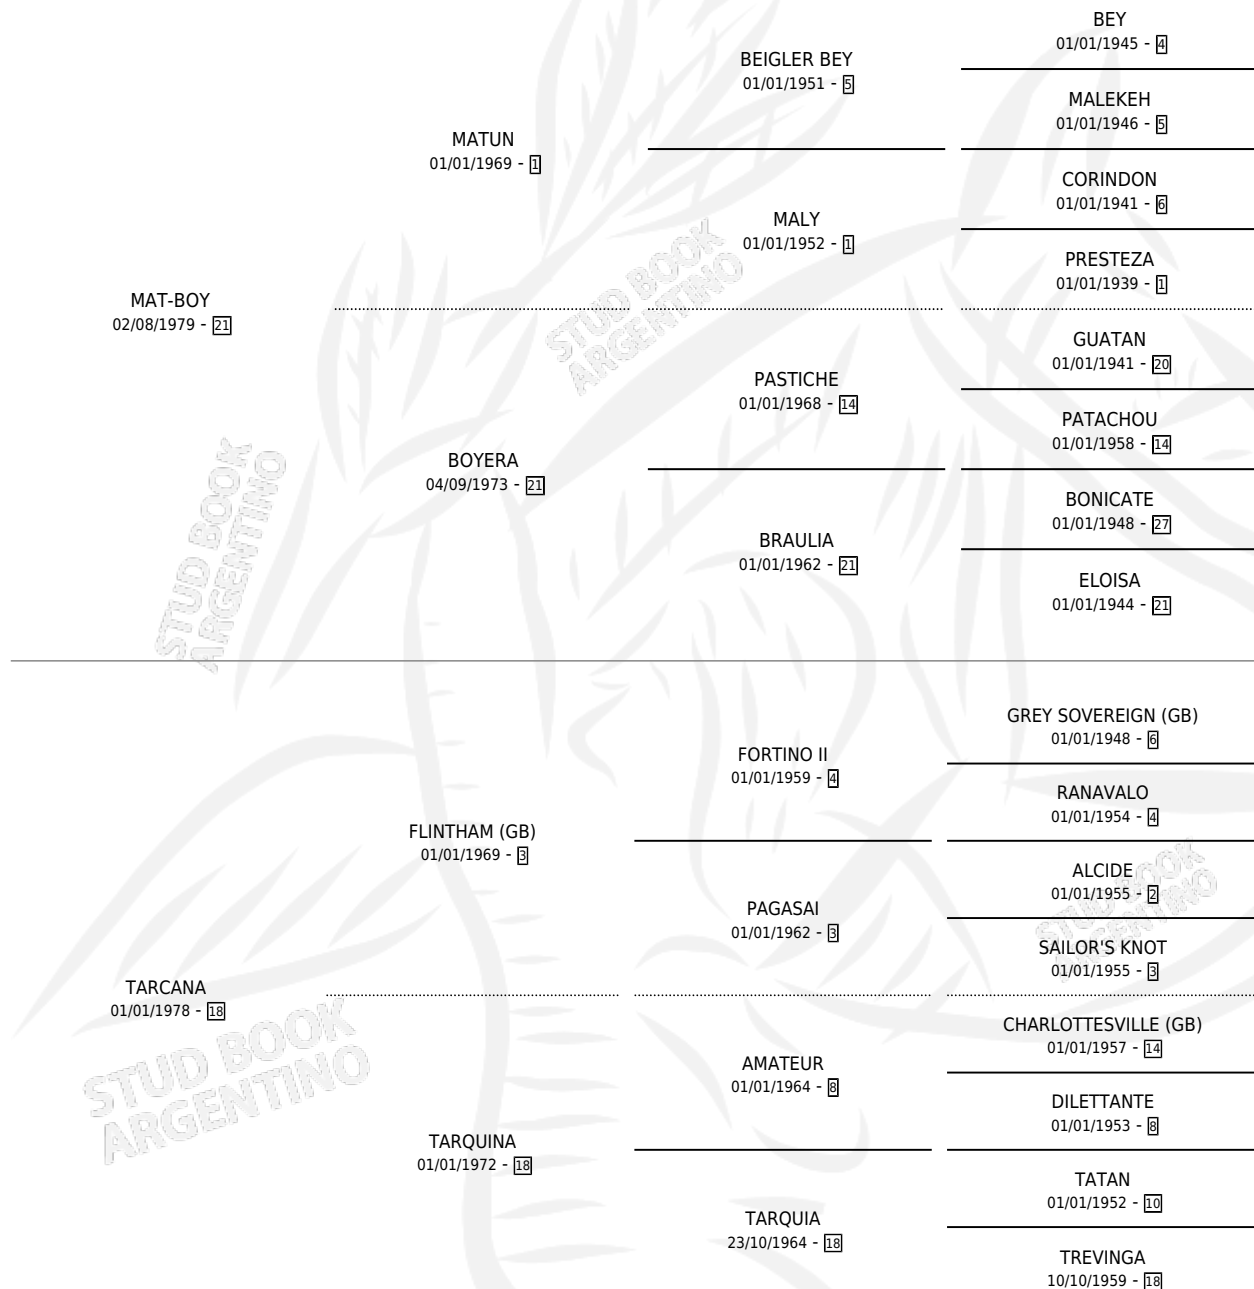 BEY
01/01/1945 - 4
BEIGLER BEY
01/01/1951 - 5
MALEKEH
01/01/1946 - 5
MATUN
01/01/1969 - 1
CORINDON
01/01/1941 - 6
MALY
01/01/1952 - 1
PRESTEZA
01/01/1939 - 1
MAT-BOY
02/08/1979 - 21
GUATAN
01/01/1941 - 20
PASTICHE
01/01/1968 - 14
PATACHOU
01/01/1958 - 14
BOYERA
04/09/1973 - 21
BONICATE
01/01/1948 - 27
BRAULIA
01/01/1962 - 21
ELOISA
01/01/1944 - 21
GREY SOVEREIGN (GB)
01/01/1948 - 6
FORTINO II
01/01/1959 - 4
RANAVALO
01/01/1954 - 4
FLINTHAM (GB)
01/01/1969 - 3
ALCIDE
01/01/1955 - 2
PAGASAI
01/01/1962 - 3
SAILOR'S KNOT
01/01/1955 - 3
TARCANA
01/01/1978 - 18
CHARLOTTESVILLE (GB)
01/01/1957 - 14
AMATEUR
01/01/1964 - 8
DILETTANTE
01/01/1953 - 8
TARQUINA
01/01/1972 - 18
TATAN
01/01/1952 - 10
TARQUIA
23/10/1964 - 18
TREVINGA
10/10/1959 - 18
STUD BOOK
ARGENTINO
STUD BOOK
ARGENTINO
STUD BOOK
ARGENTINO
STUD BOOK
ARGENTINO